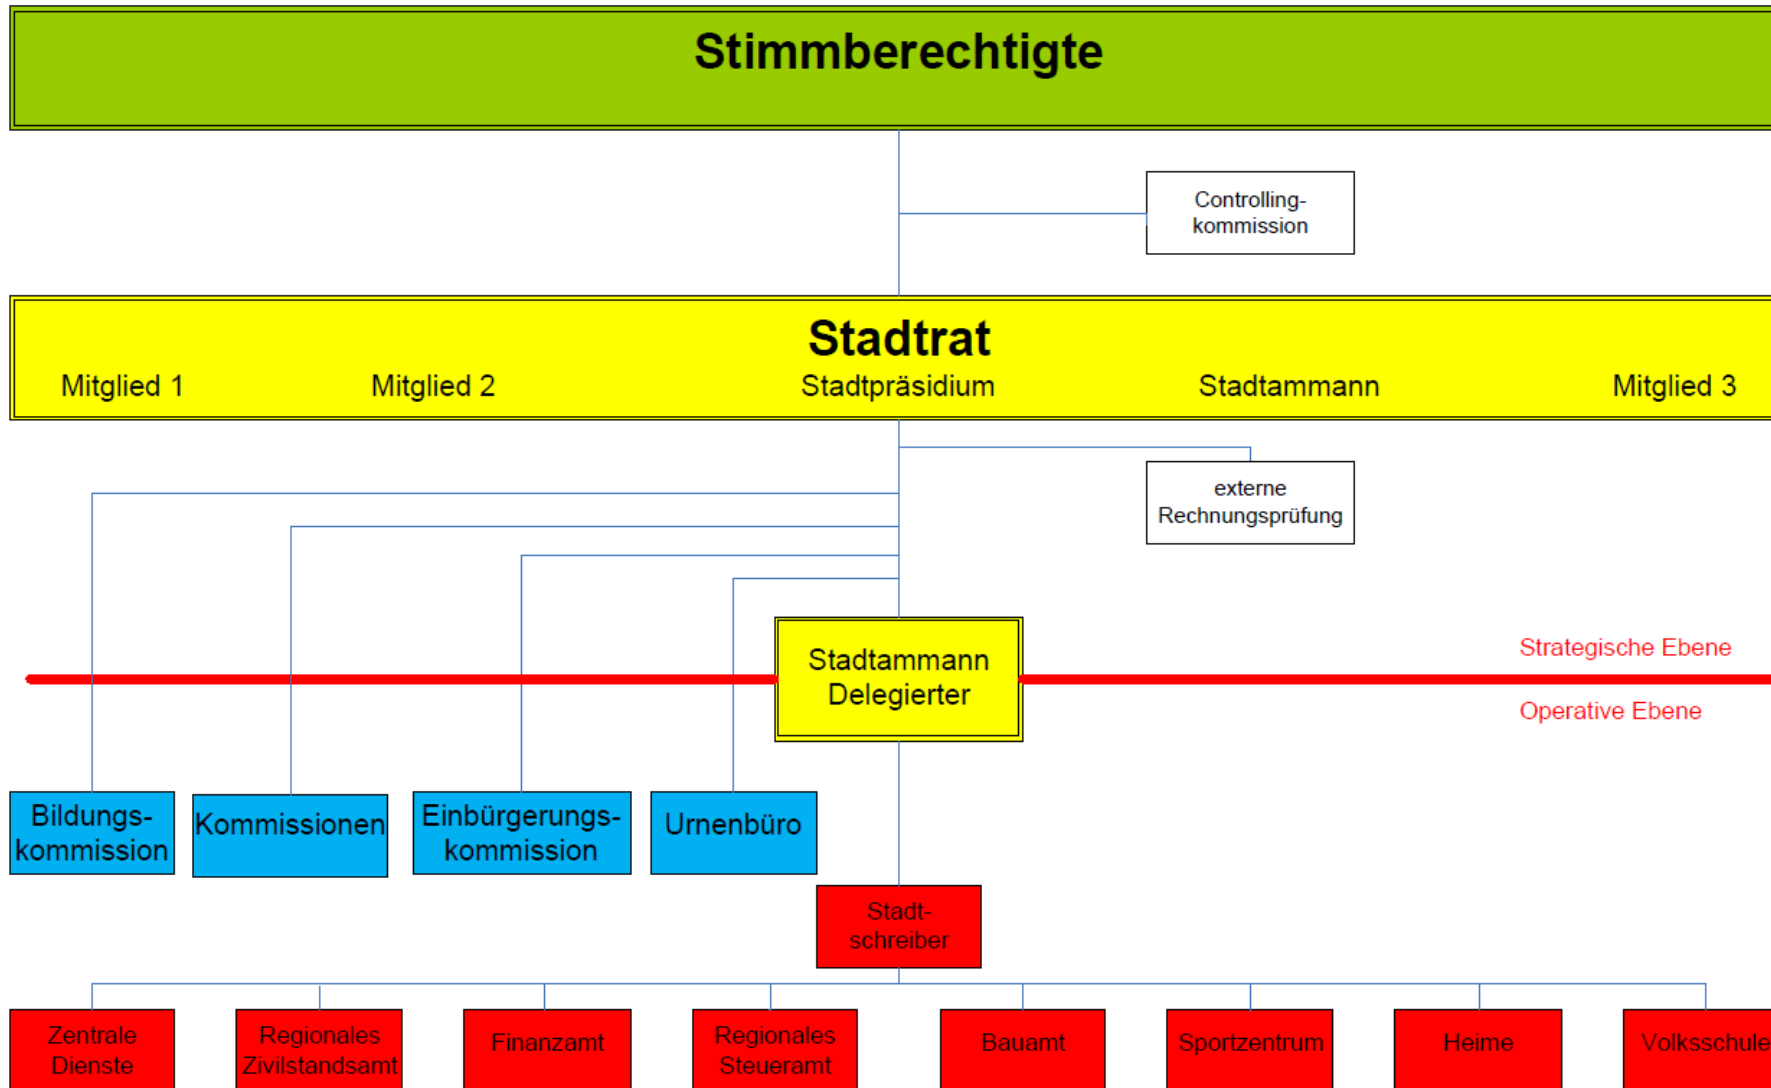 Stimmberechtigte
Controlling-
kommission
Stadtrat
Mitglied 1 Mitglied 2 Stadtpräsidium Stadtammann Mitglied 3
externe
Rechnungsprüfung
Stadtammann
Delegierter
Strategische Ebene
Operative Ebene
Bildungs-
kommission
Kommissionen
Einbürgerungs-
kommission
Urnenbüro
Stadt-
schreiber
Zentrale
Dienste
Regionales
Zivilstandsamt
Finanzamt
Regionales
Steueramt
Bauamt
Sportzentrum
Heime
Volksschule